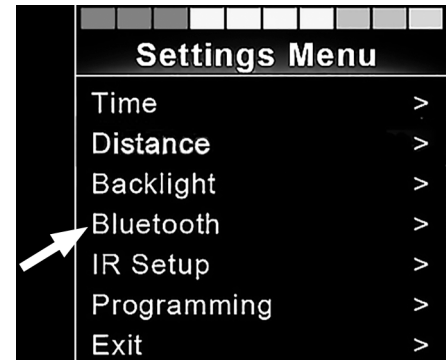 Settings Menu
Time >
Distance >
Backlight >
Bluetooth >
IR Setup >
Programming >
Exit >